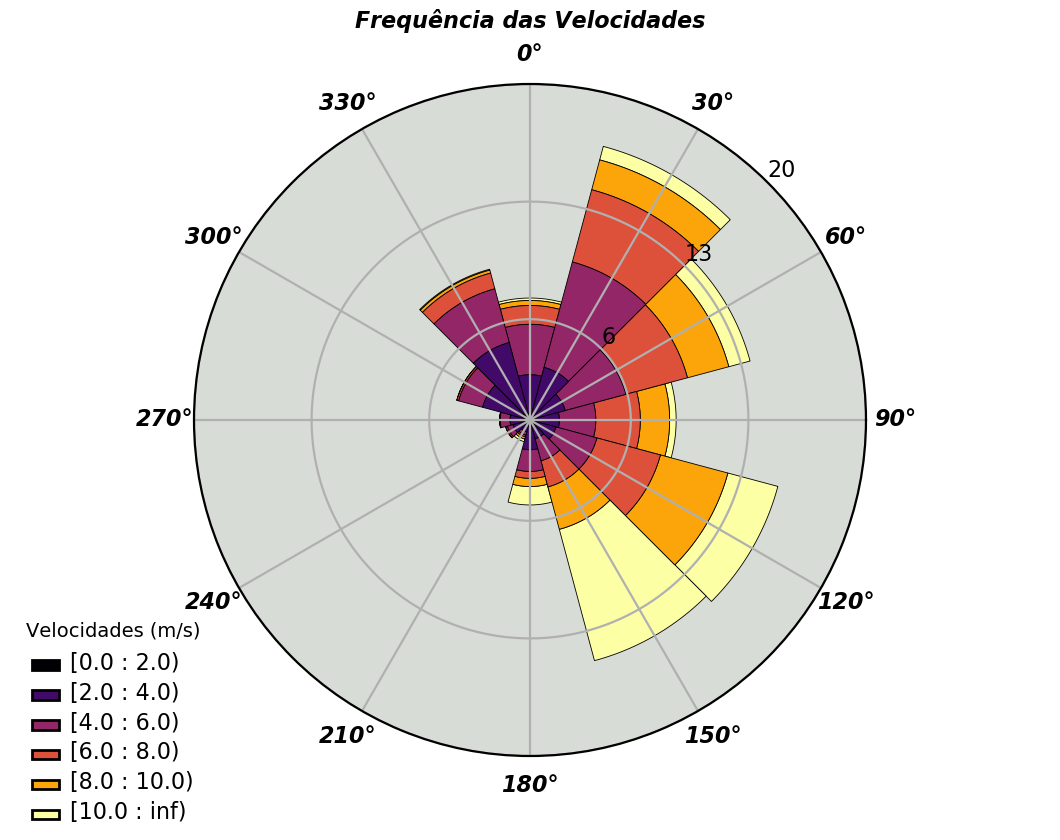 Frequência das Velocidades
0°
330°
30°
20
300°
60°
13
6
270°
90°
240°
120°
210°
150°
180°
Velocidades (m/s)
[0.0 : 2.0)
[2.0 : 4.0)
[4.0 : 6.0)
[6.0 : 8.0)
[8.0 : 10.0)
[10.0 : inf)